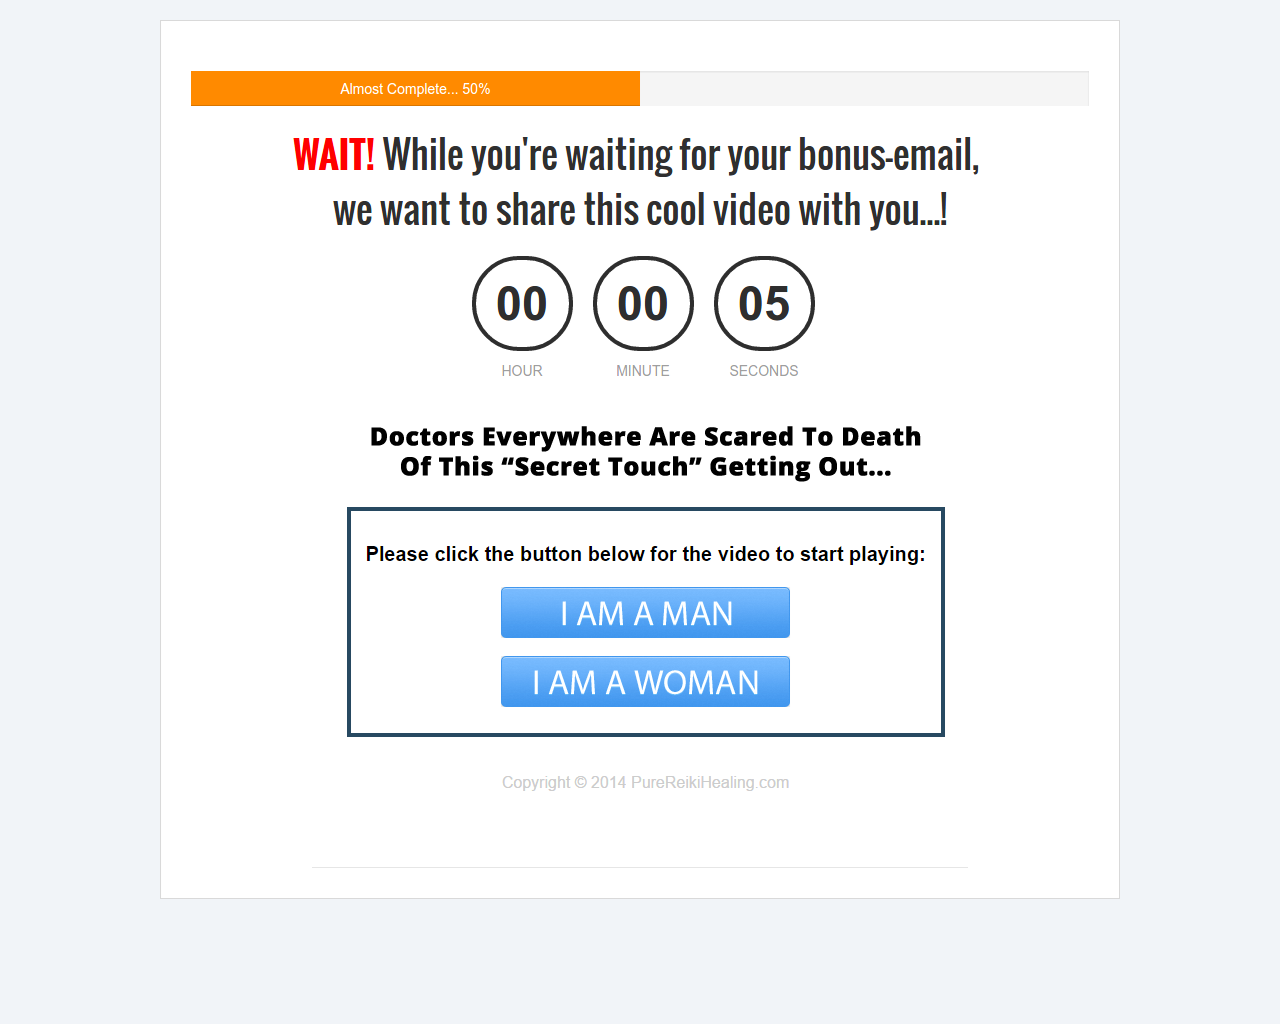 Almost Complete... 50%
WAIT! While you're waiting for your bonus-email,
we want to share this cool video with you...!
00 00 05
HOUR MINUTE SECONDS
Doctors Everywhere Are Scared To Death
Of This “Secret Touch” Getting Out...
Please click the button below for the video to start playing:
I AM A MAN
I AM A WOMAN
Copyright © 2014 PureReikiHealing.com